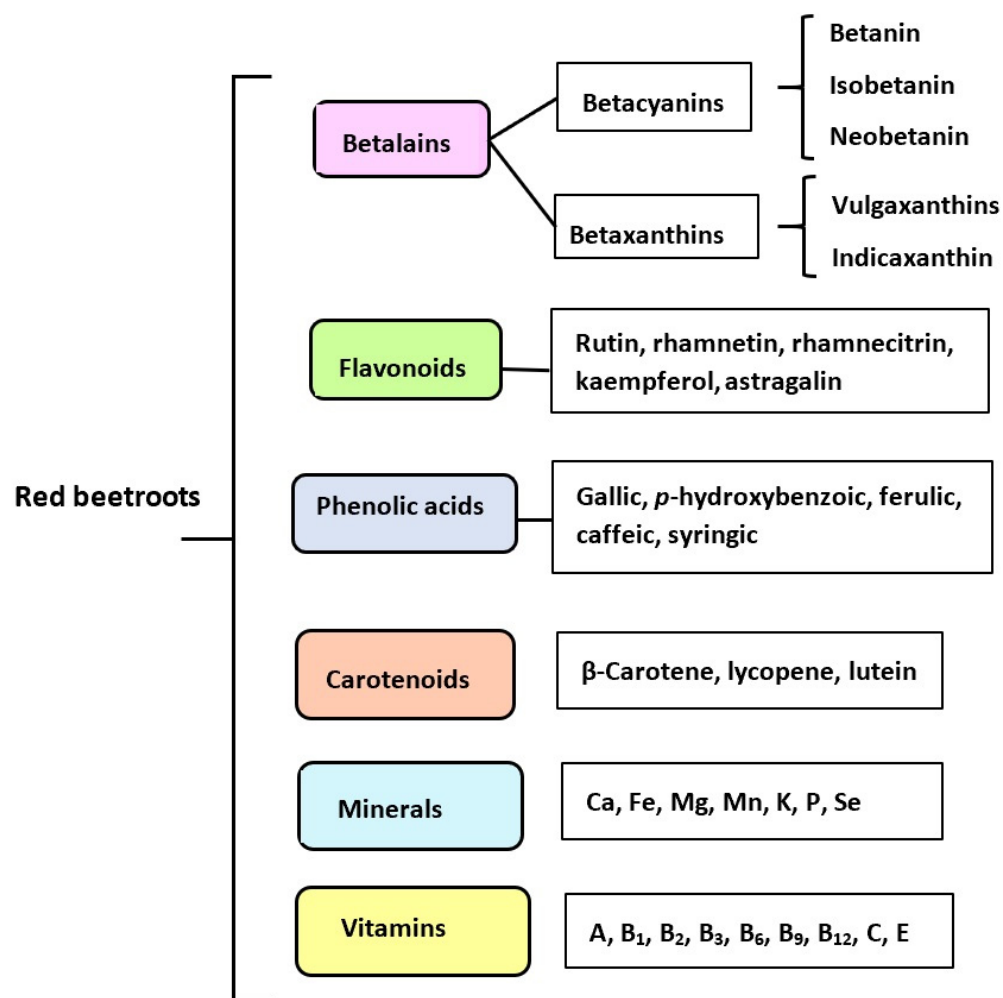 Red beetroots
Betalains
Betacyanins
Betanin
Isobetanin
Neobetanin
Betaxanthins
Vulgaxanthins
Indicaxanthin
Flavonoids
Rutin, rhamnetin, rhamnecitrin,
kaempferol, astragalin
Phenolic acids
Gallic, p-hydroxybenzoic, ferulic,
caffeic, syringic
Carotenoids
β-Carotene, lycopene, lutein
Minerals
Ca, Fe, Mg, Mn, K, P, Se
Vitamins
A, B₁, B₂, B₃, B₆, B₉, B₁₂, C, E